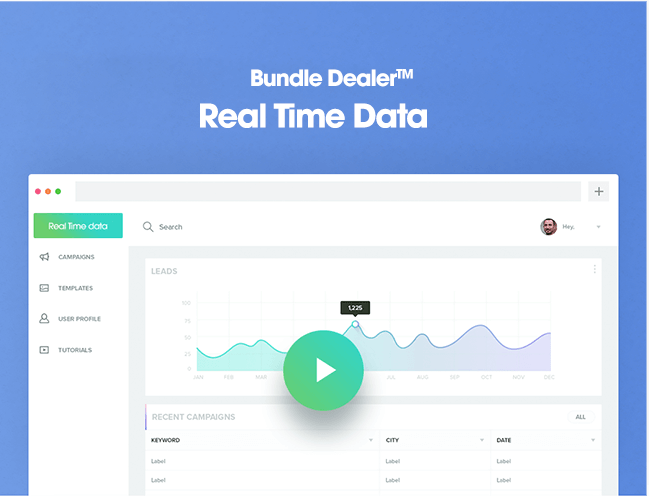 Bundle Dealer™
Real Time Data
Real Time data
Search
Hey,
CAMPAIGNS
TEMPLATES
USER PROFILE
TUTORIALS
LEADS
1,225
100
75
50
25
0
JAN FEB MAR JUL AUG SEP OCT NOV DEC
RECENT CAMPAIGNS
ALL
KEYWORD CITY DATE
Label Label Label
Label Label Label